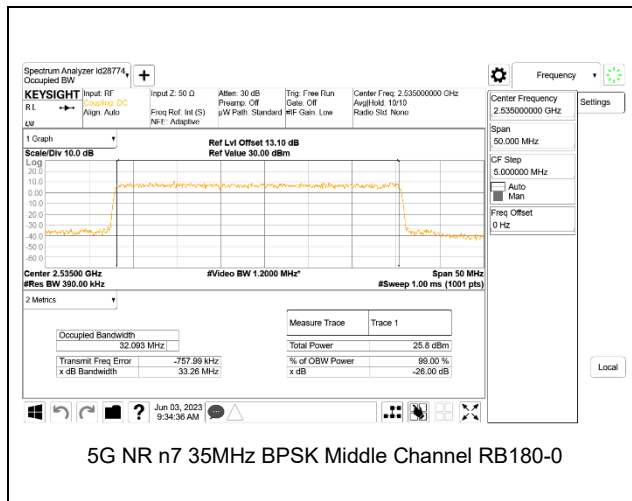 Spectrum Analyzer id28774,
Occupied BW
Frequency
KEYSIGHT
RL
Input: RF
Coupling: DC
Align: Auto
Input Z: 50 Ω
Freq Ref: Int (S)
NFE: Adaptive
Atten: 30 dB
Preamp: Off
µW Path: Standard
Trig: Free Run
Gate: Off
#IF Gain: Low
Center Freq: 2.535000000 GHz
Avg|Hold: 10/10
Radio Std: None
Center Frequency
2.535000000 GHz
Settings
Span
50.000 MHz
CF Step
5.000000 MHz
Auto
Man
Freq Offset
0 Hz
Local
1 Graph
Ref Lvl Offset 13.10 dB
Scale/Div 10.0 dB
Ref Value 30.00 dBm
Log
20.0
10.0
0.00
-10.0
-20.0
-30.0
-40.0
-50.0
-60.0
Center 2.53500 GHz
#Video BW 1.2000 MHz*
Span 50 MHz
#Res BW 390.00 kHz
#Sweep 1.00 ms (1001 pts)
2 Metrics
Measure Trace
Trace 1
Occupied Bandwidth
32.093 MHz
Total Power
25.8 dBm
Transmit Freq Error
-757.99 kHz
% of OBW Power
99.00 %
x dB Bandwidth
33.26 MHz
x dB
-26.00 dB
Jun 03, 2023
9:34:36 AM
5G NR n7 35MHz BPSK Middle Channel RB180-0